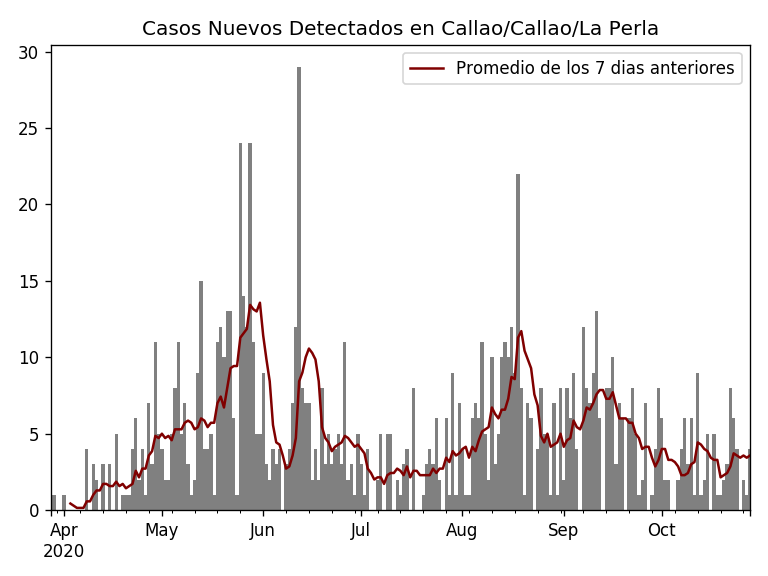 Casos Nuevos Detectados en Callao/Callao/La Perla
Promedio de los 7 dias anteriores
30
25
20
15
10
5
0
Apr May Jun Jul Aug Sep Oct
2020